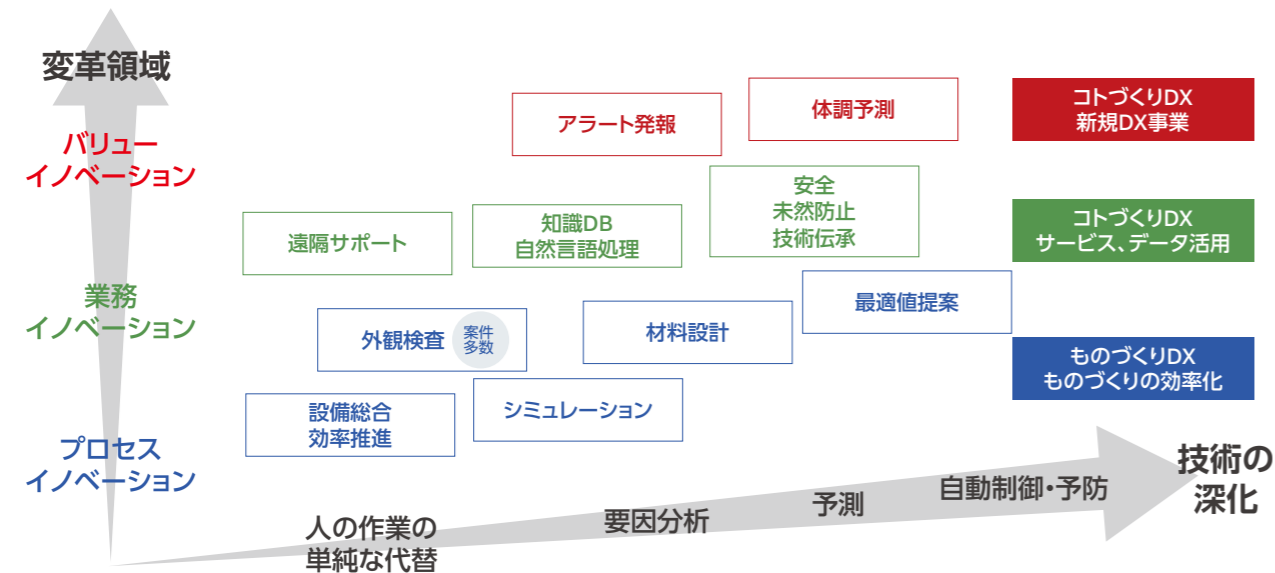 変革領域
バリュー
イノベーション
アラート発報
体調予測
コトづくりDX
新規DX事業
業務
イノベーション
遠隔サポート
知識DB
自然言語処理
安全
未然防止
技術伝承
コトづくりDX
サービス、データ活用
プロセス
イノベーション
外観検査
案件
多数
材料設計
最適値提案
設備総合
効率推進
シミュレーション
ものづくりDX
ものづくりの効率化
人の作業の
単純な代替
要因分析
予測
自動制御・予防
技術の
深化